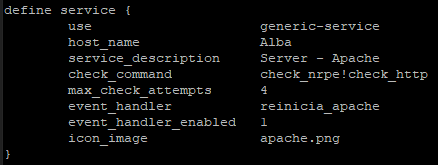 define service {
use generic-service
host_name Alba
service_description Server - Apache
check_command check_nrpe!check_http
max_check_attempts 4
event_handler reinicia_apache
event_handler_enabled 1
icon_image apache.png
}